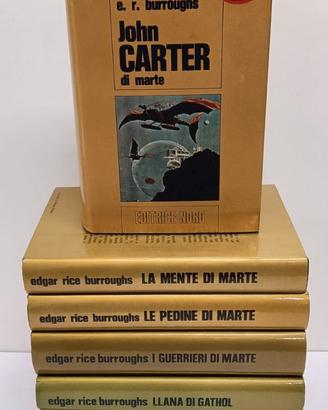 e. r. burroughs
John
CARTER
di marte
EDITRICE NORD
edgar rice burroughs LA MENTE DI MARTE
edgar rice burroughs LE PEDINE DI MARTE
edgar rice burroughs I GUERRIERI DI MARTE
edgar rice burroughs LLANA DI GATHOL